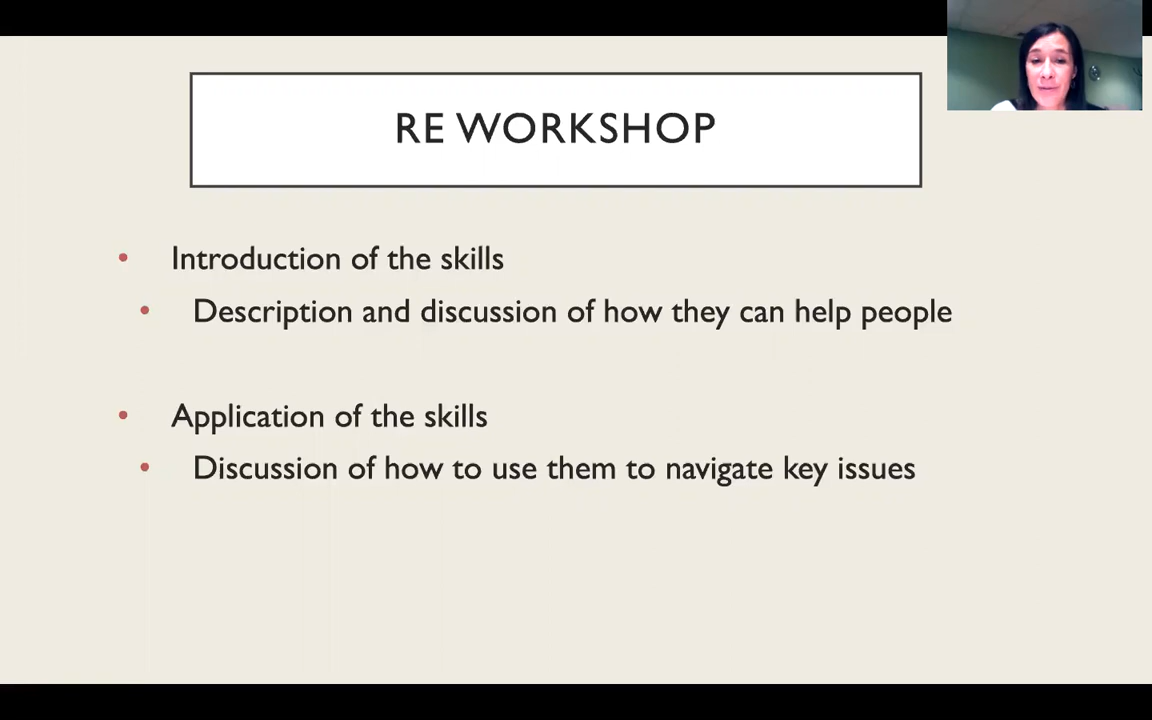 RE WORKSHOP
• Introduction of the skills
• Description and discussion of how they can help people
• Application of the skills
• Discussion of how to use them to navigate key issues